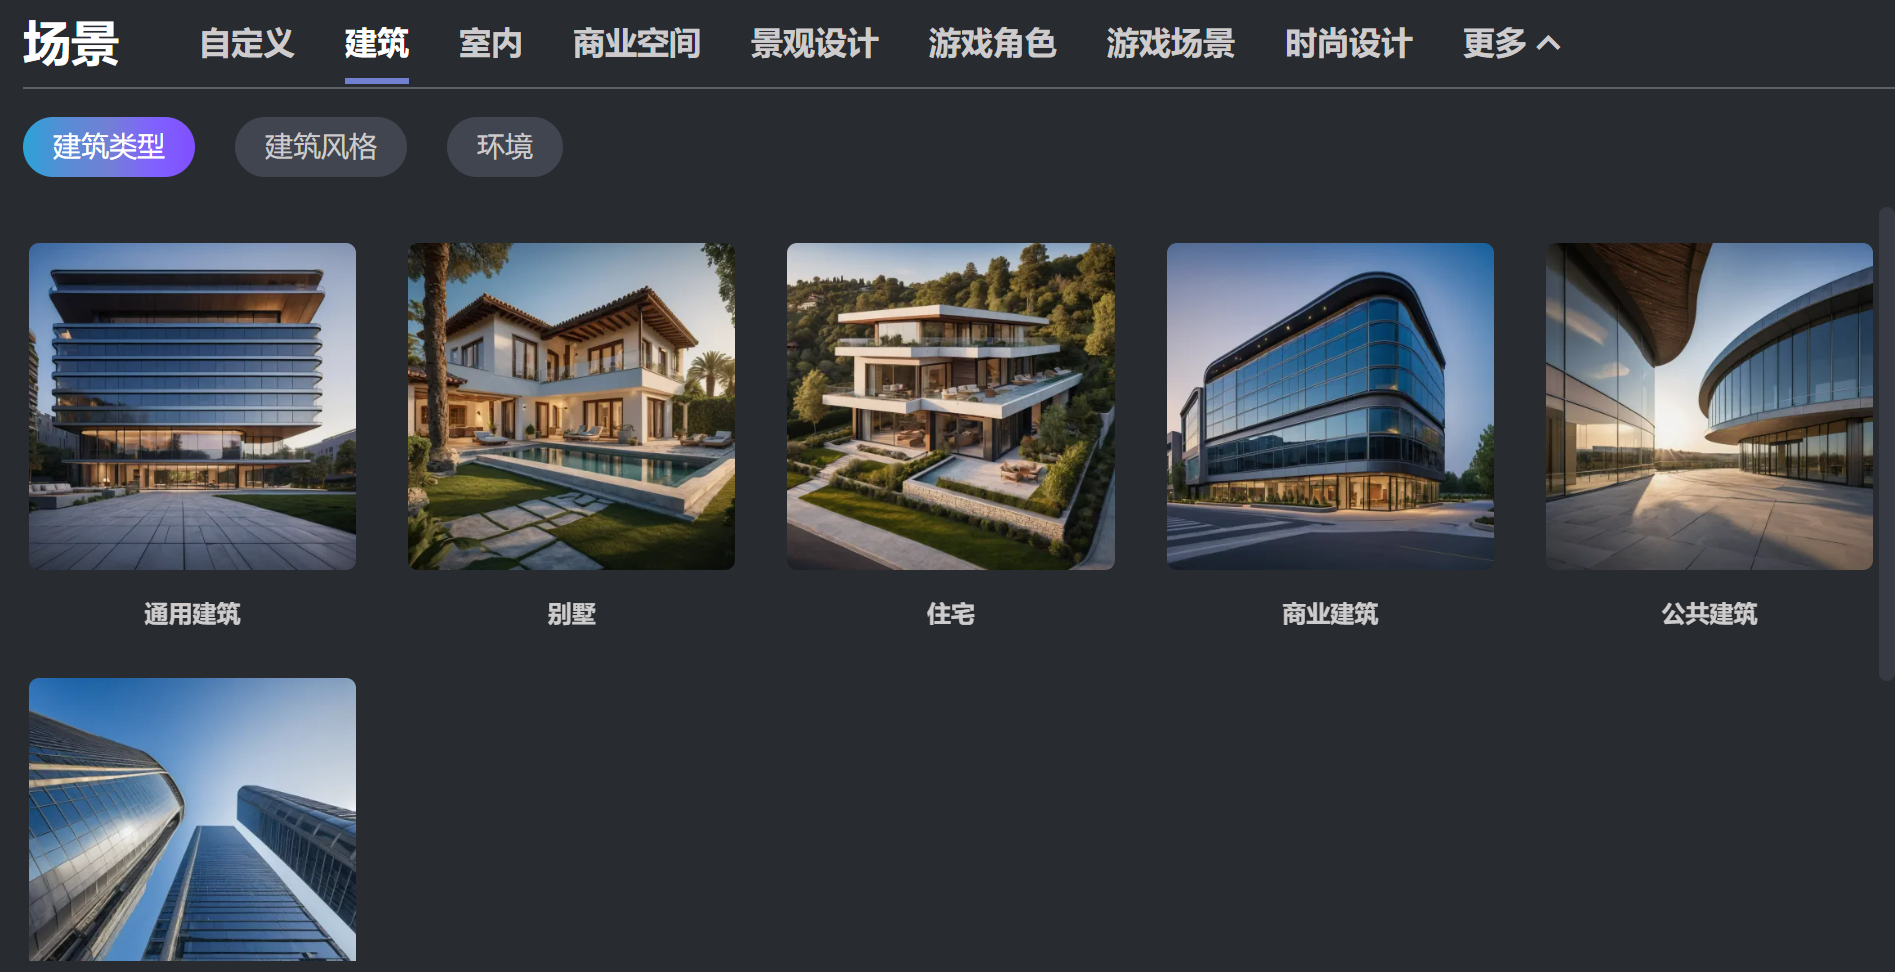 场景 自定义 建筑 室内 商业空间 景观设计 游戏角色 游戏场景 时尚设计 更多
建筑类型 建筑风格 环境
通用建筑 别墅 住宅 商业建筑 公共建筑